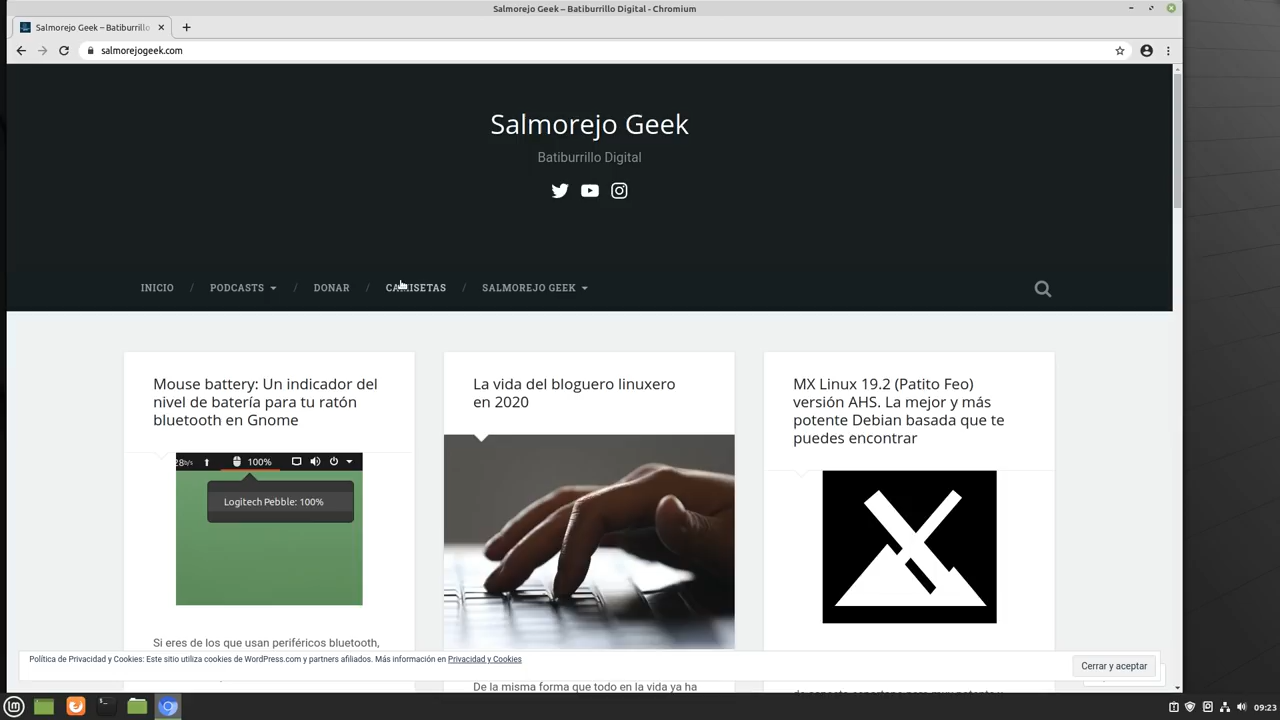 Salmorejo Geek – Batiburrillo Digital - Chromium
Salmorejo Geek – Batiburrillo
salmorejogeek.com
Salmorejo Geek
Batiburrillo Digital
INICIO / PODCASTS / DONAR / CAMISETAS / SALMOREJO GEEK
Mouse battery: Un indicador del
nivel de batería para tu ratón
bluetooth en Gnome
100%
Logitech Pebble: 100%
Si eres de los que usan periféricos bluetooth,
La vida del bloguero linuxero
en 2020
De la misma forma que todo en la vida ya ha
MX Linux 19.2 (Patito Feo)
versión AHS. La mejor y más
potente Debian basada que te
puedes encontrar
Política de Privacidad y Cookies: Este sitio utiliza cookies de WordPress.com y partners afiliados. Más información en Privacidad y Cookies
Cerrar y aceptar
09:23